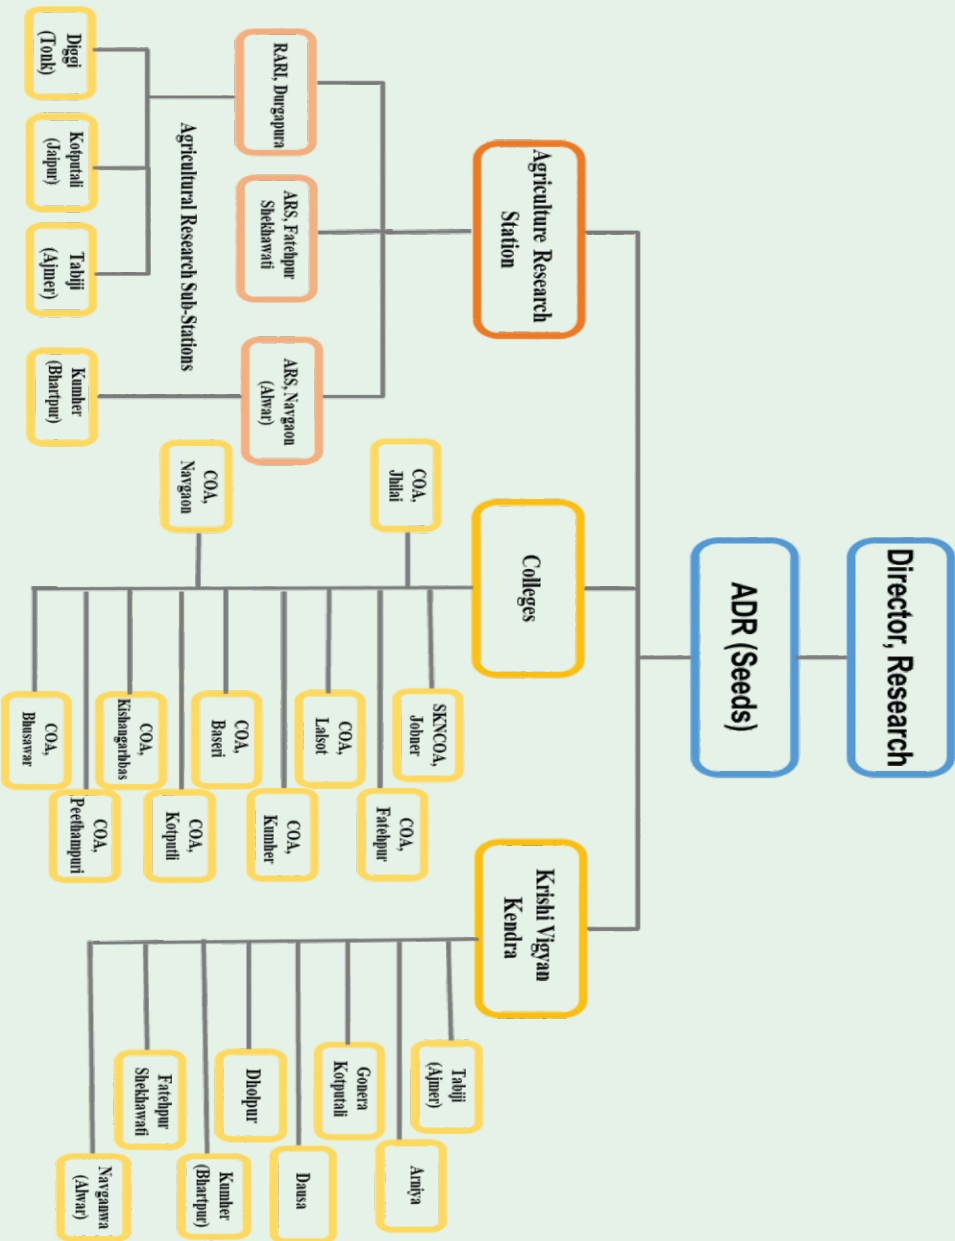 Director, Research
ADR (Seeds)
Agriculture Research
Station
Colleges
Krishi Vigyan
Kendra
RARI, Durgapura
ARS, Fatehpur
Shekhawati
ARS, Navgaon
(Alwar)
Agricultural Research Sub-Stations
Diggi
(Tonk)
Kotputali
(Jaipur)
Tabiji
(Ajmer)
Kumher
(Bhartpur)
COA,
Jhilai
COA,
Navgaon
SKNCOA,
Jobner
COA,
Fatehpur
COA,
Lalsot
COA,
Kumher
COA,
Baseri
COA,
Kotputli
COA,
Kishangarhbas
COA,
Peethampuri
COA,
Bhusawar
Tabiji
(Ajmer)
Arniya
Gonera
Kotputali
Dausa
Dholpur
Kumher
(Bhartpur)
Fatehpur
Shekhawati
Navganwa
(Alwar)